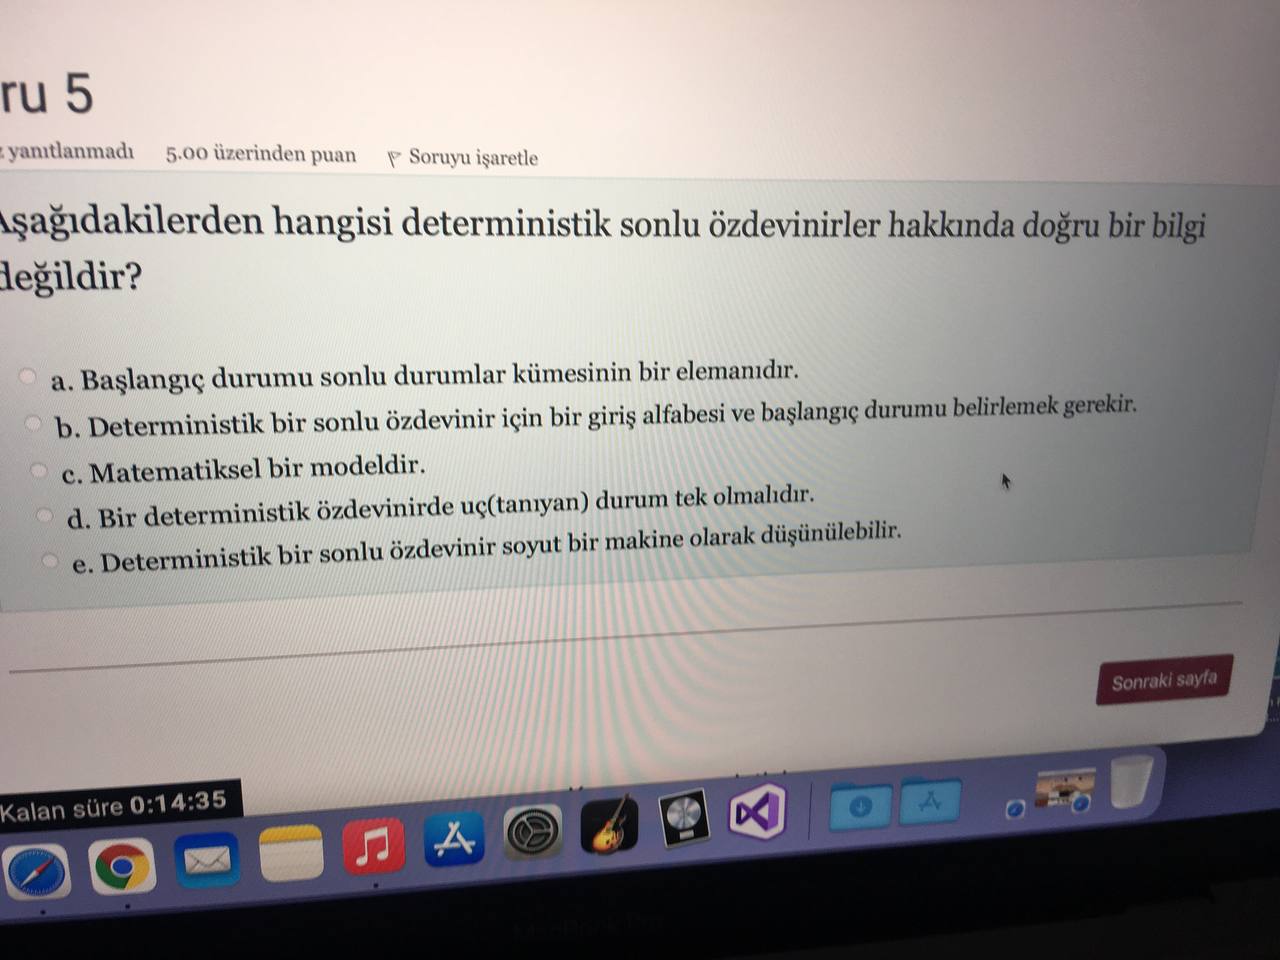 ru 5
yanıtlanmadı 5.00 üzerinden puan Soruyu işaretle
Aşağıdakilerden hangisi deterministik sonlu özdevinirler hakkında doğru bir bilgi
değildir?
a. Başlangıç durumu sonlu durumlar kümesinin bir elemanıdır.
b. Deterministik bir sonlu özdevinir için bir giriş alfabesi ve başlangıç durumu belirlemek gerekir.
c. Matematiksel bir modeldir.
d. Bir deterministik özdevinirde uç(tanıyan) durum tek olmalıdır.
e. Deterministik bir sonlu özdevinir soyut bir makine olarak düşünülebilir.
Sonraki sayfa
Kalan süre 0:14:35